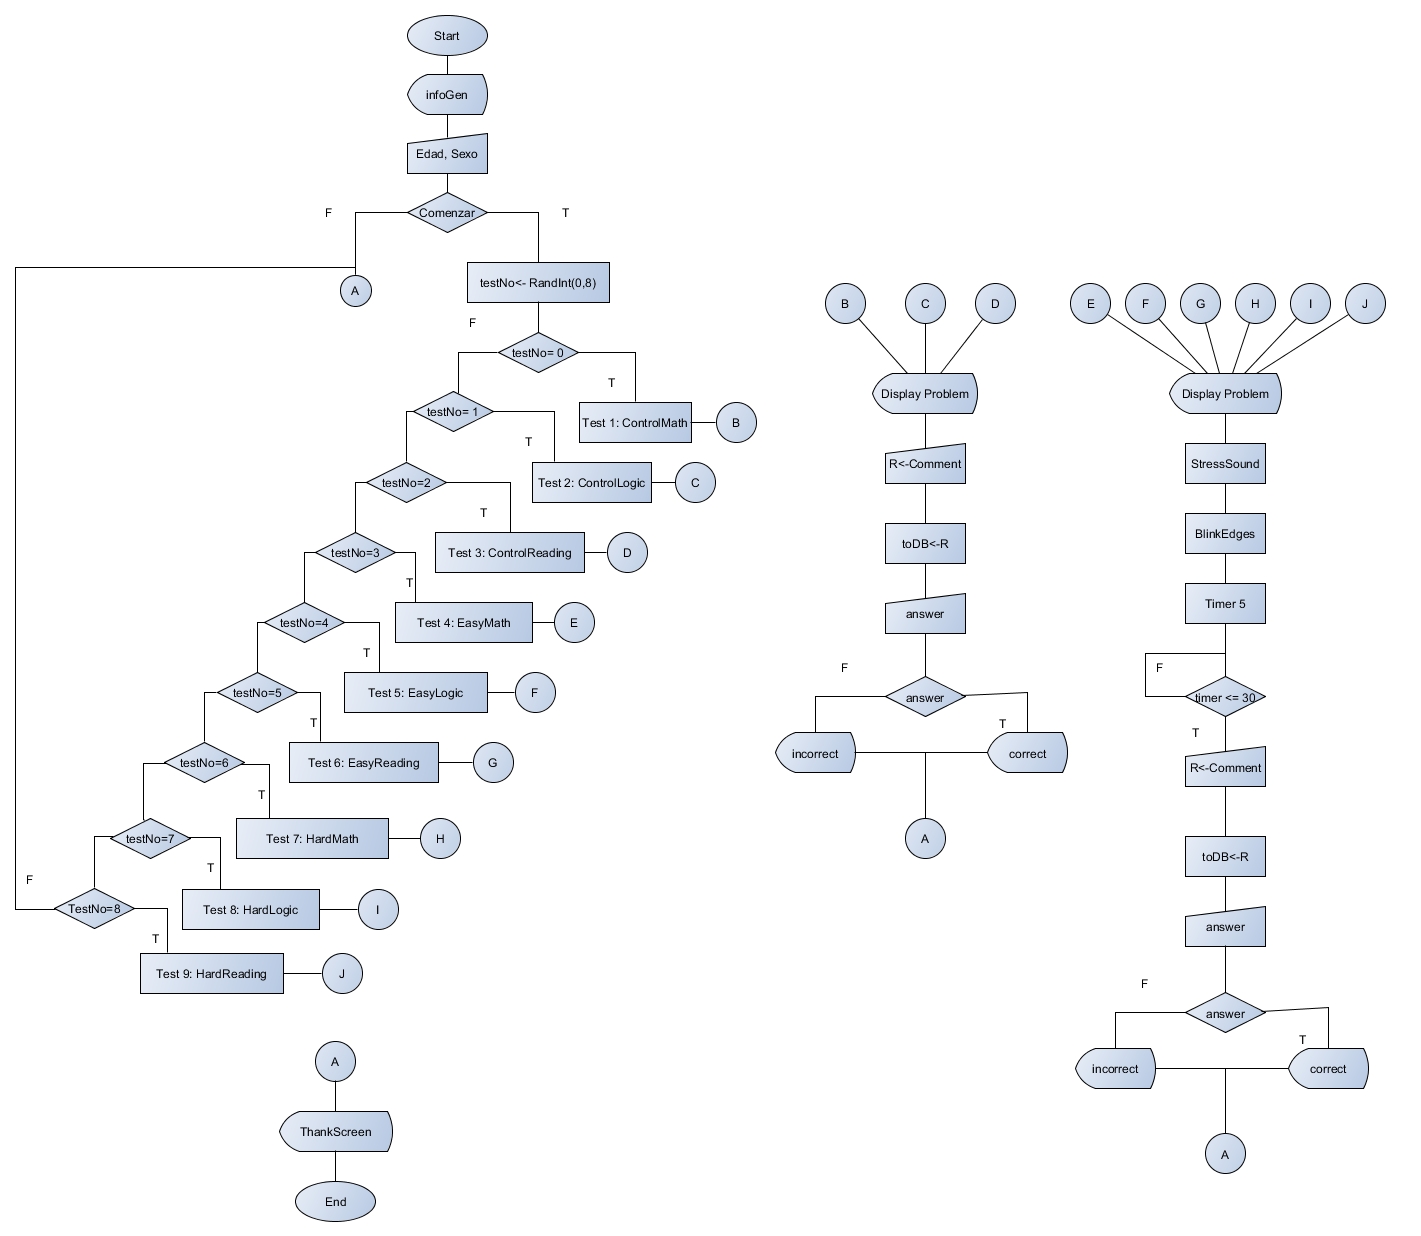 Start
infoGen
Edad, Sexo
Comenzar
F
T
A
testNo<- RandInt(0,8)
F
testNo= 0
T
Test 1: ControlMath
B
testNo= 1
T
Test 2: ControlLogic
C
testNo=2
T
Test 3: ControlReading
D
testNo=3
T
Test 4: EasyMath
E
testNo=4
T
Test 5: EasyLogic
F
testNo=5
T
Test 6: EasyReading
G
testNo=6
T
Test 7: HardMath
H
testNo=7
T
Test 8: HardLogic
I
F
TestNo=8
T
Test 9: HardReading
J
A
ThankScreen
End
B
C
D
Display Problem
R<-Comment
toDB<-R
answer
F
answer
T
incorrect
correct
A
E
F
G
H
I
J
Display Problem
StressSound
BlinkEdges
Timer 5
F
timer <= 30
T
R<-Comment
toDB<-R
answer
F
answer
T
incorrect
correct
A